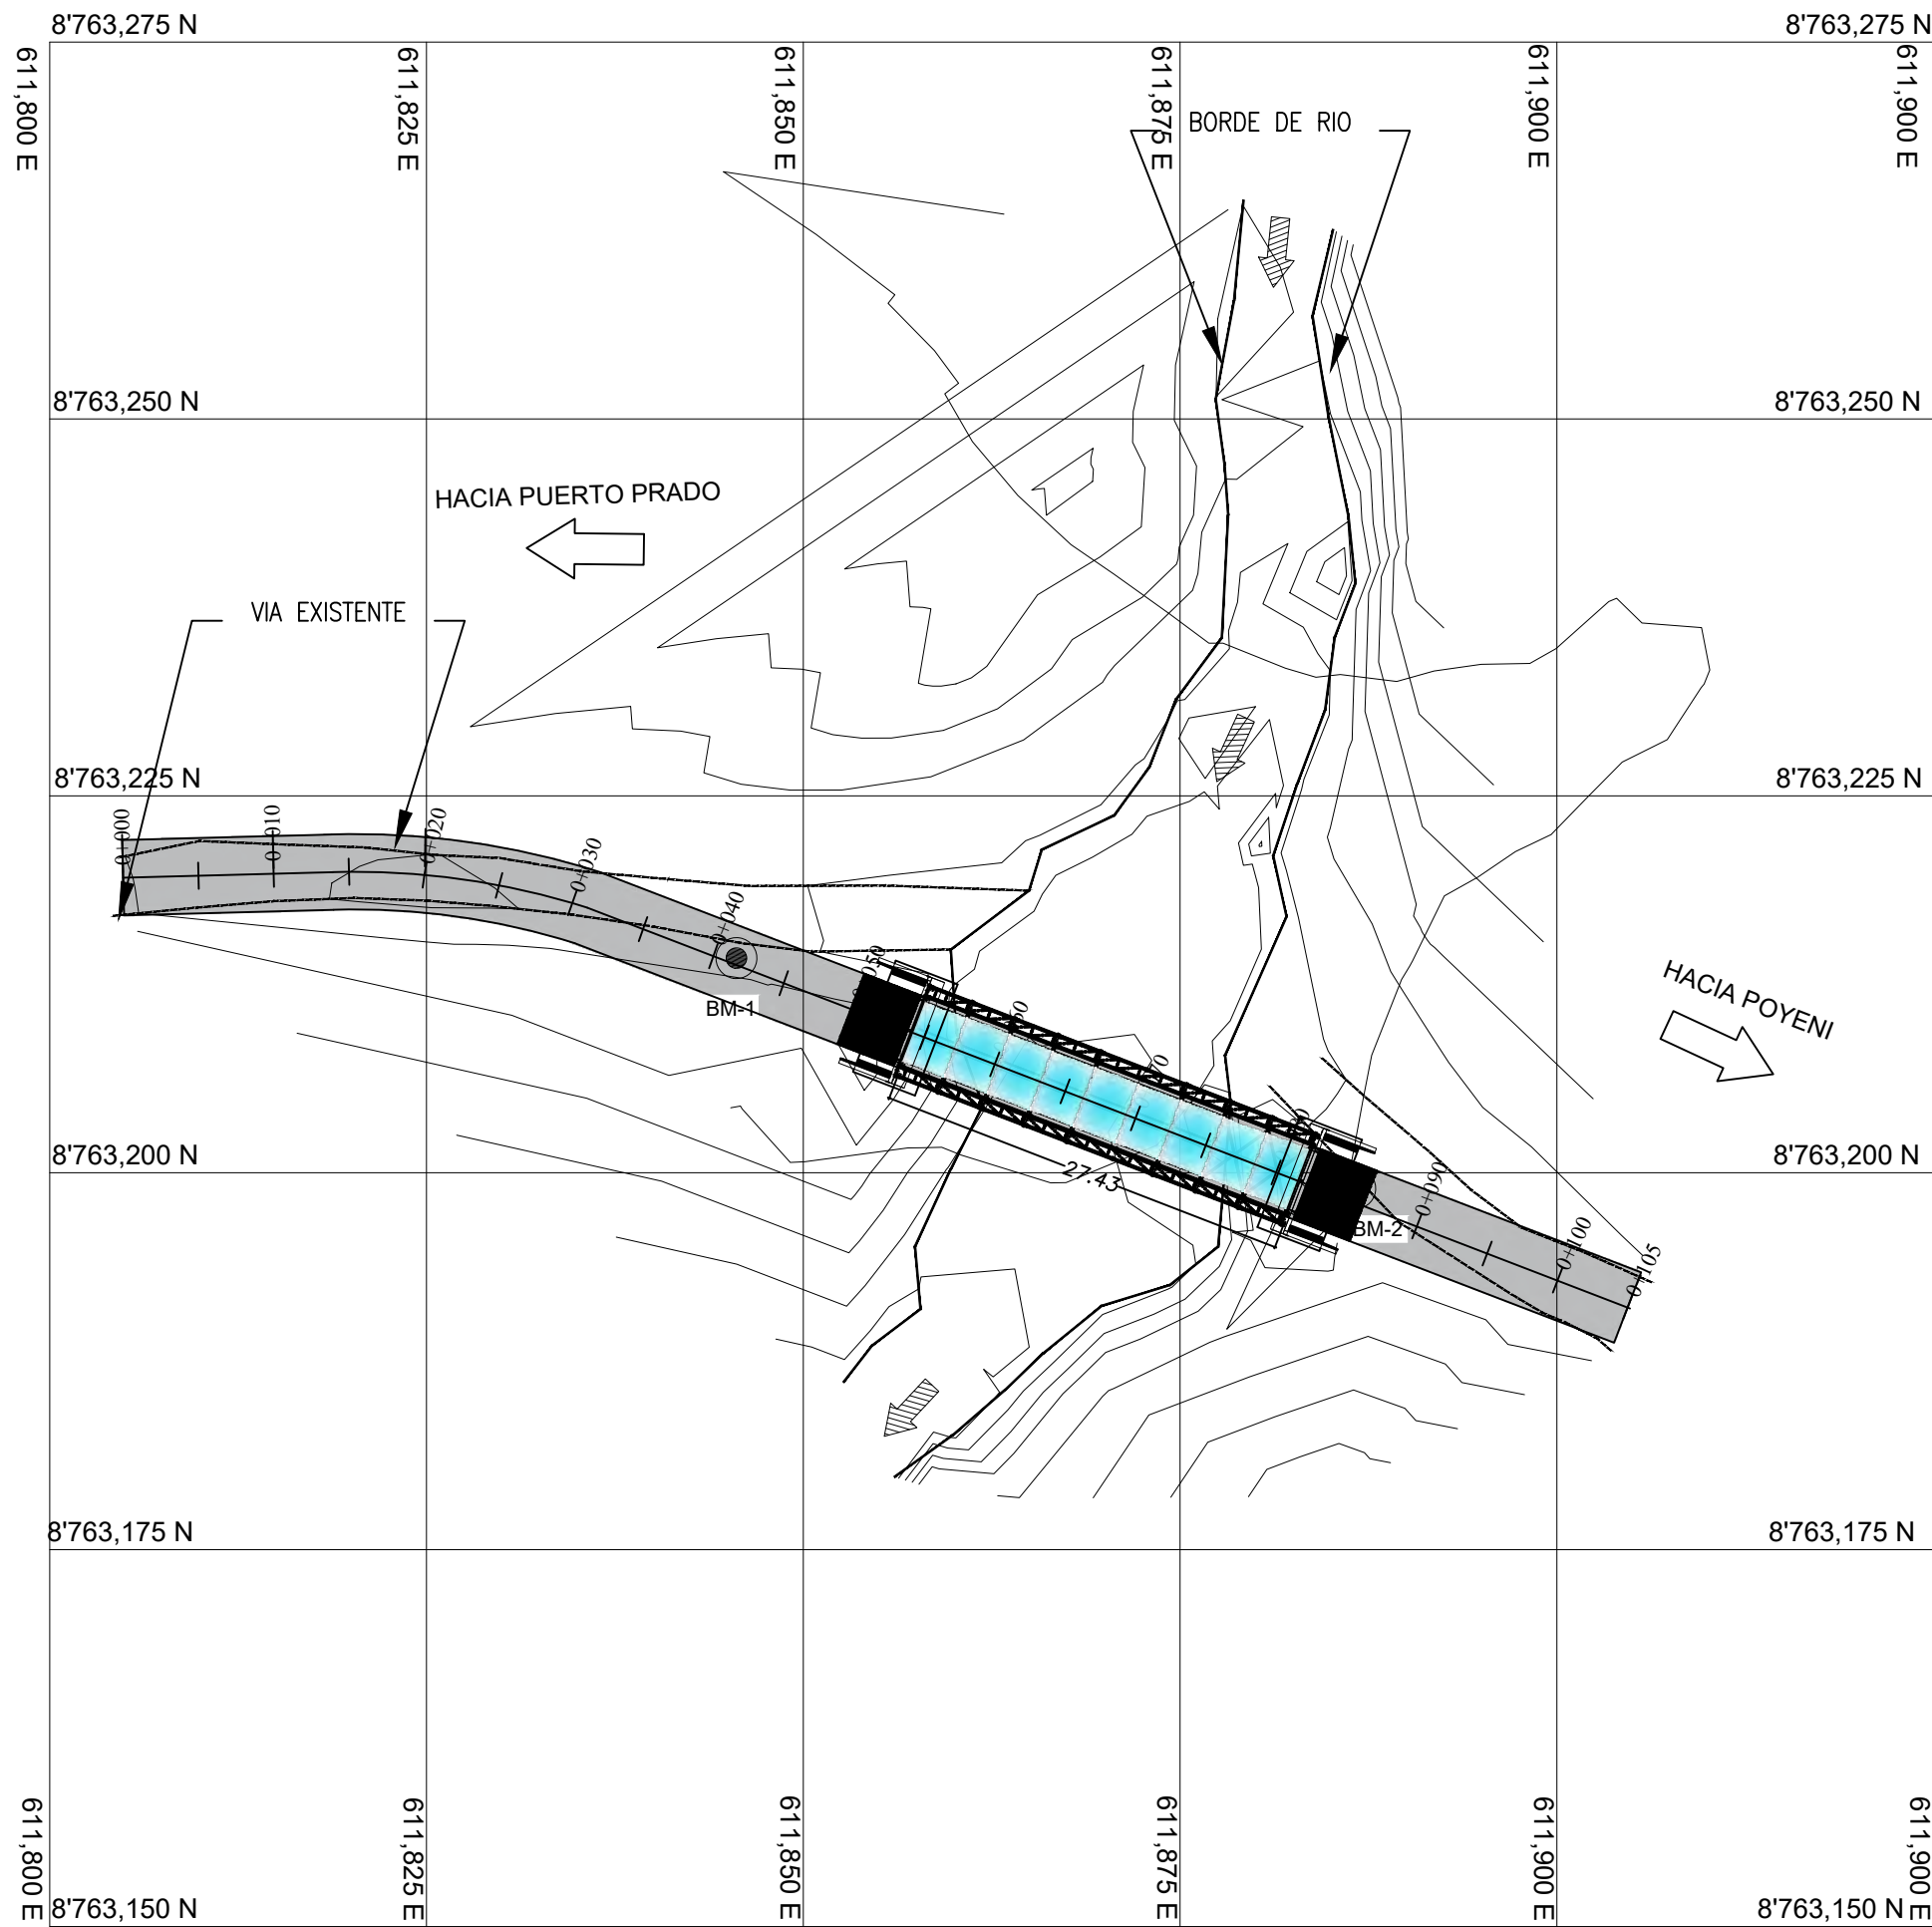 8'763,275 N
8'763,275 N
611,800 E
611,825 E
611,850 E
611,875 E
611,900 E
611,900 E
BORDE DE RIO
8'763,250 N
8'763,250 N
HACIA PUERTO PRADO
VIA EXISTENTE
8'763,225 N
8'763,225 N
0+000
0+010
0+020
0+030
0+040
BM-1
HACIA POYENI
8'763,200 N
8'763,200 N
27.43
BM-2
0+090
0+100
0+105
8'763,175 N
8'763,175 N
611,800 E
611,825 E
611,850 E
611,875 E
611,900 E
611,900 E
8'763,150 N
8'763,150 N